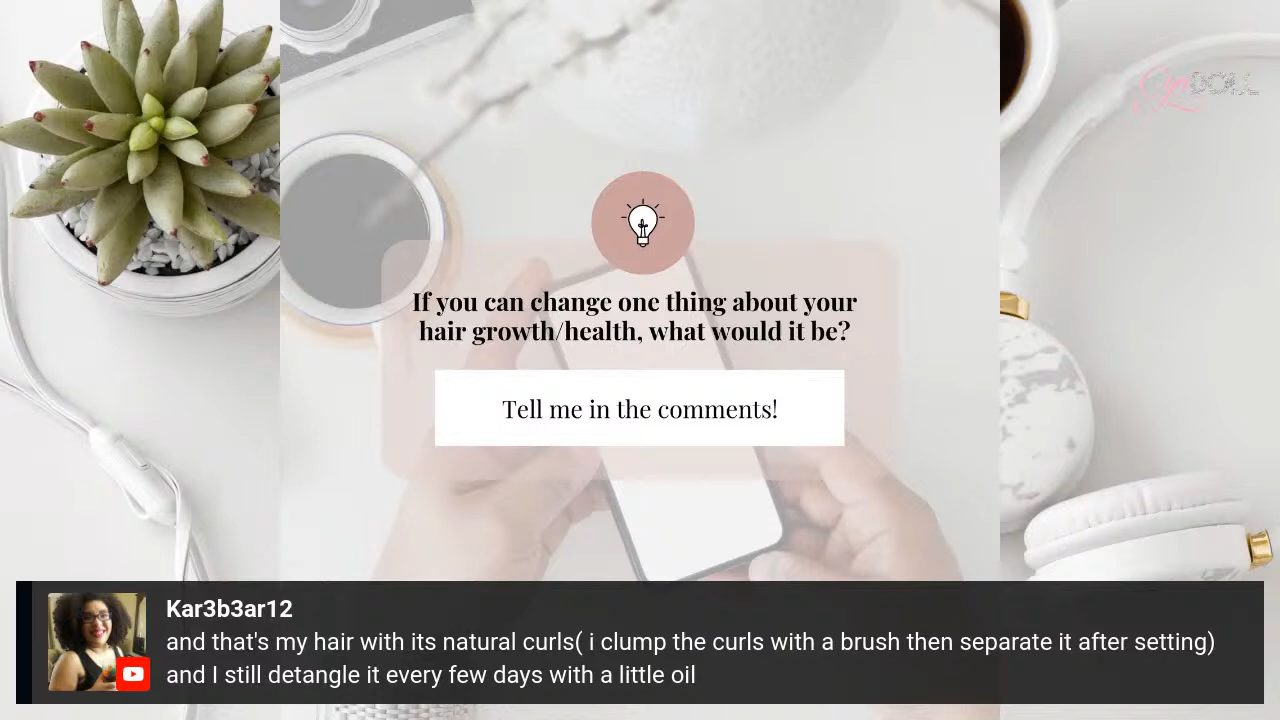 DOLL
If you can change one thing about your
hair growth/health, what would it be?
Tell me in the comments!
Kar3b3ar12
and that's my hair with its natural curls( i clump the curls with a brush then separate it after setting)
and I still detangle it every few days with a little oil